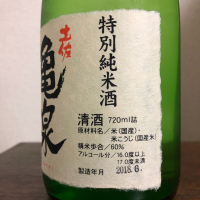 土佐
亀泉
特別純米酒
清酒 720ml詰
原材料名／米(国産)・
米こうじ(国産米)
精米歩合／60%
アルコール分／16.0度以上
17.0度未満
製造年月 2018.6.